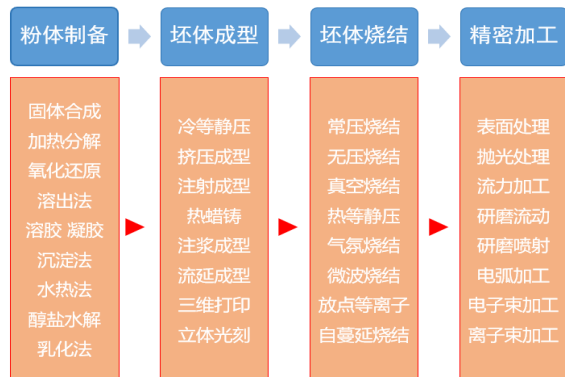 粉体制备
坯体成型
坯体烧结
精密加工
固体合成
加热分解
氧化还原
溶出法
溶胶 凝胶
沉淀法
水热法
醇盐水解
乳化法
冷等静压
挤压成型
注射成型
热蜡铸
注浆成型
流延成型
三维打印
立体光刻
常压烧结
无压烧结
真空烧结
热等静压
气氛烧结
微波烧结
放点等离子
自蔓延烧结
表面处理
抛光处理
流力加工
研磨流动
研磨喷射
电弧加工
电子束加工
离子束加工